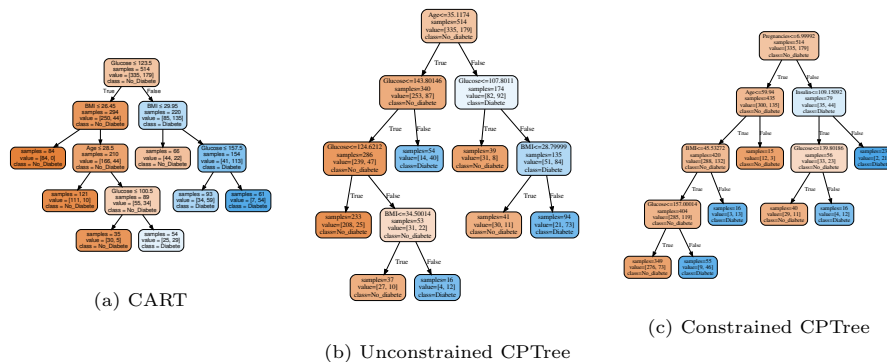 Glucose ≤ 123.5
samples = 514
value = [335, 179]
class = No_Diabete
True
False
BMI ≤ 26.45
samples = 294
value = [250, 44]
class = No_Diabete
BMI ≤ 29.95
samples = 220
value = [85, 135]
class = Diabete
samples = 84
value = [84, 0]
class = No_Diabete
Age ≤ 28.5
samples = 210
value = [166, 44]
class = No_Diabete
samples = 66
value = [44, 22]
class = No_Diabete
Glucose ≤ 157.5
samples = 154
value = [41, 113]
class = Diabete
samples = 121
value = [111, 10]
class = No_Diabete
Glucose ≤ 100.5
samples = 89
value = [55, 34]
class = No_Diabete
samples = 93
value = [34, 59]
class = Diabete
samples = 61
value = [7, 54]
class = Diabete
samples = 35
value = [30, 5]
class = No_Diabete
samples = 54
value = [25, 29]
class = Diabete
(a) CART
Age<=35.1174
samples=514
value=[335, 179]
class=No_diabete
True
False
Glucose<=143.80146
samples=340
value=[253, 87]
class=No_diabete
Glucose<=107.8011
samples=174
value=[82, 92]
class=Diabete
True
False
True
False
Glucose<=124.6212
samples=286
value=[239, 47]
class=No_diabete
samples=54
value=[14, 40]
class=Diabete
samples=39
value=[31, 8]
class=No_diabete
BMI<=28.79999
samples=135
value=[51, 84]
class=Diabete
True
False
True
False
samples=233
value=[208, 25]
class=No_diabete
BMI<=34.50014
samples=53
value=[31, 22]
class=No_diabete
samples=41
value=[30, 11]
class=No_diabete
samples=94
value=[21, 73]
class=Diabete
True
False
samples=37
value=[27, 10]
class=No_diabete
samples=16
value=[4, 12]
class=Diabete
(b) Unconstrained CPTree
Pregnancies<=6.99992
samples=514
value=[335, 179]
class=No_diabete
True
False
Age<=59.94
samples=435
value=[300, 135]
class=No_diabete
Insulin<=109.15092
samples=79
value=[35, 44]
class=Diabete
True
False
True
False
BMI<=45.53272
samples=420
value=[288, 132]
class=No_diabete
samples=15
value=[12, 3]
class=No_diabete
Glucose<=139.80186
samples=56
value=[33, 23]
class=No_diabete
class=Diabete
True
False
True
False
Glucose<=157.00014
samples=404
value=[285, 119]
class=No_diabete
samples=16
value=[3, 13]
class=Diabete
samples=40
value=[29, 11]
class=No_diabete
samples=16
value=[4, 12]
class=Diabete
True
False
samples=349
value=[276, 73]
class=No_diabete
samples=55
value=[9, 46]
class=Diabete
(c) Constrained CPTree